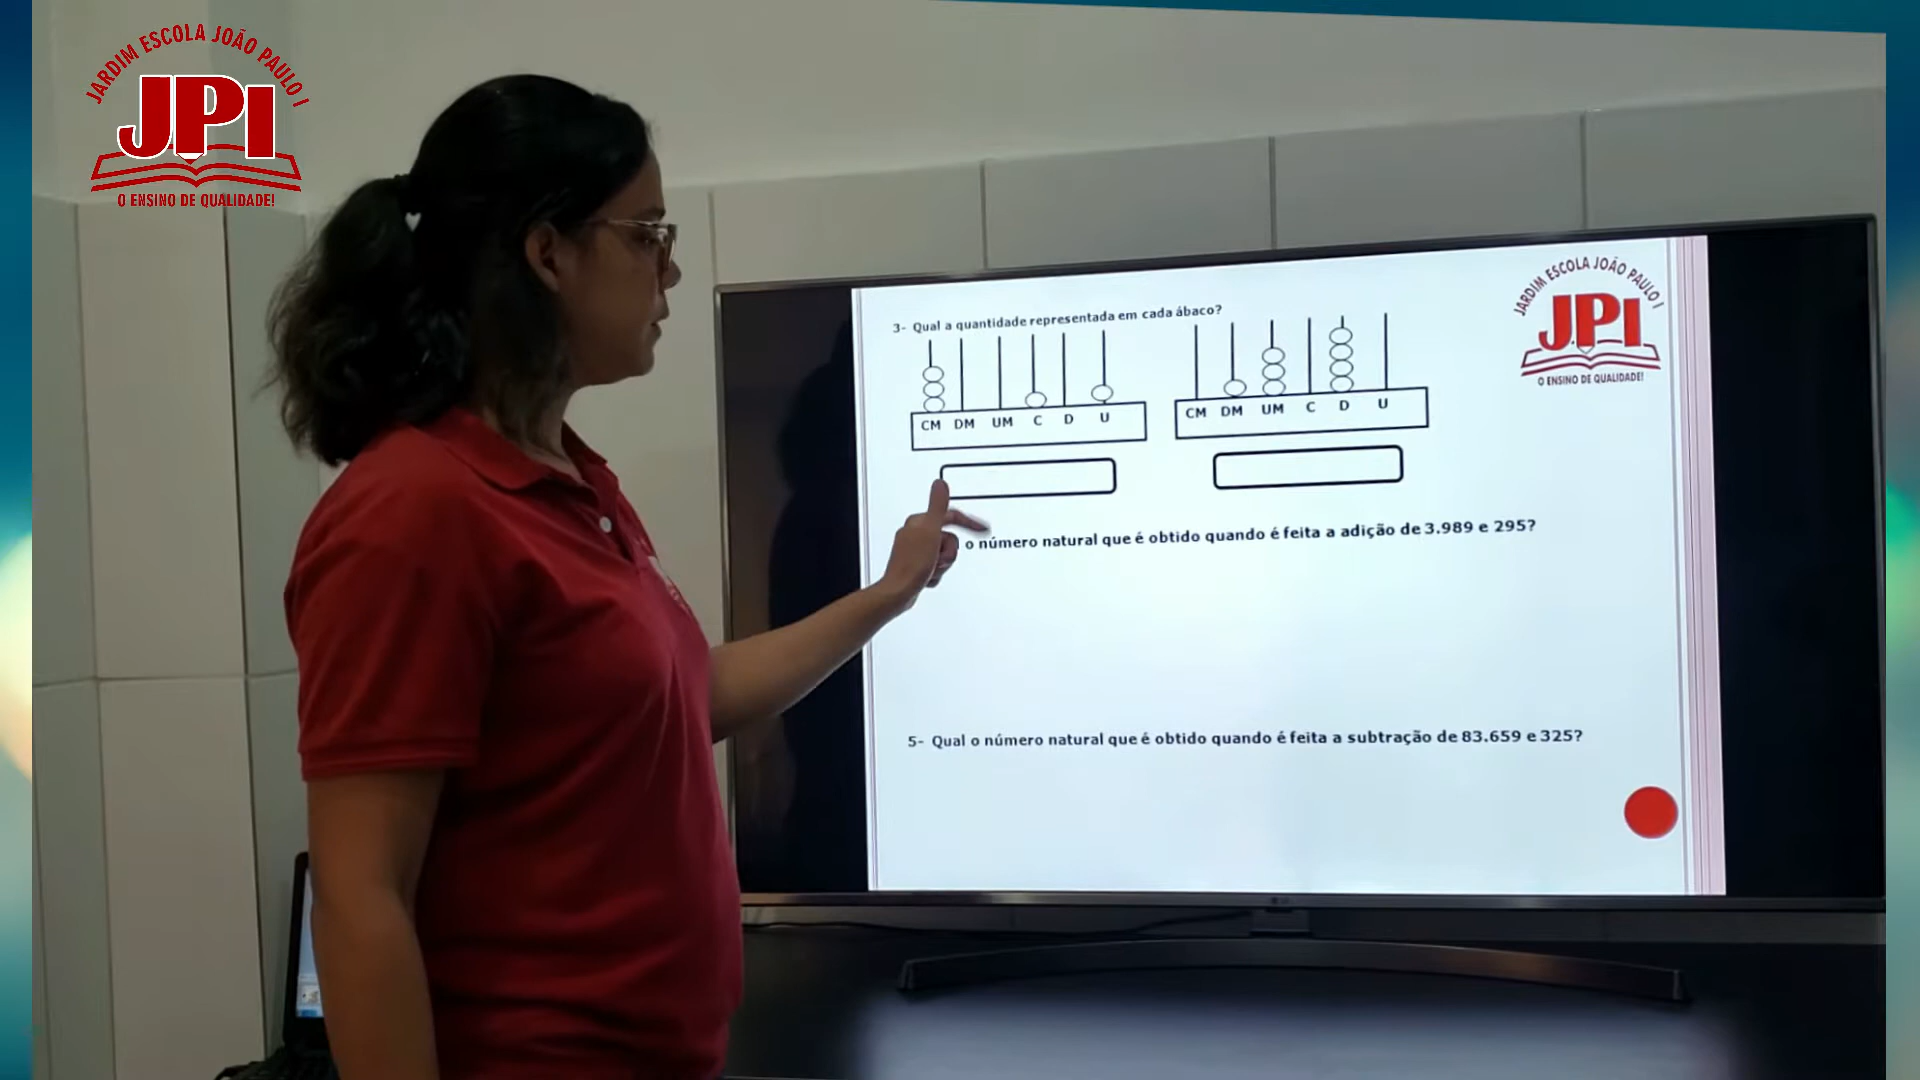 JARDIM ESCOLA JOÃO PAULO I
JPI
O ENSINO DE QUALIDADE!
JARDIM ESCOLA JOÃO PAULO I
JPI
O ENSINO DE QUALIDADE!
3- Qual a quantidade representada em cada ábaco?
CM DM UM C D U
CM DM UM C D U
o número natural que é obtido quando é feita a adição de 3.989 e 295?
5- Qual o número natural que é obtido quando é feita a subtração de 83.659 e 325?